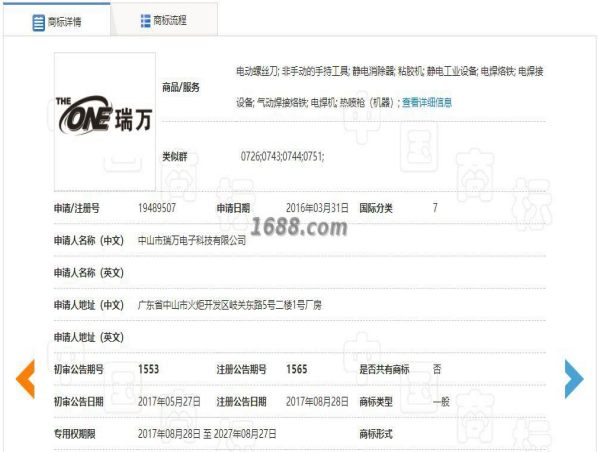 商标详情 商标流程
THE ONE 瑞万
商品/服务 电动螺丝刀; 非手动的手持工具; 静电消除器; 粘胶机; 静电工业设备; 电焊烙铁; 电焊接
设备; 气动焊接烙铁; 电焊机; 热喷枪（机器）; 查看详细信息
类似群 0726;0743;0744;0751;
申请/注册号 19489507 申请日期 2016年03月31日 国际分类 7
1688.com
申请人名称（中文） 中山市瑞万电子科技有限公司
申请人名称（英文）
申请人地址（中文） 广东省中山市火炬开发区岐关东路5号二楼1号厂房
申请人地址（英文）
初审公告期号 1553 注册公告期号 1565 是否共有商标 否
初审公告日期 2017年05月27日 注册公告日期 2017年08月28日 商标类型 一般
专用权期限 2017年08月28日 至 2027年08月27日 商标形式
中国商标
中国商标
中国商标